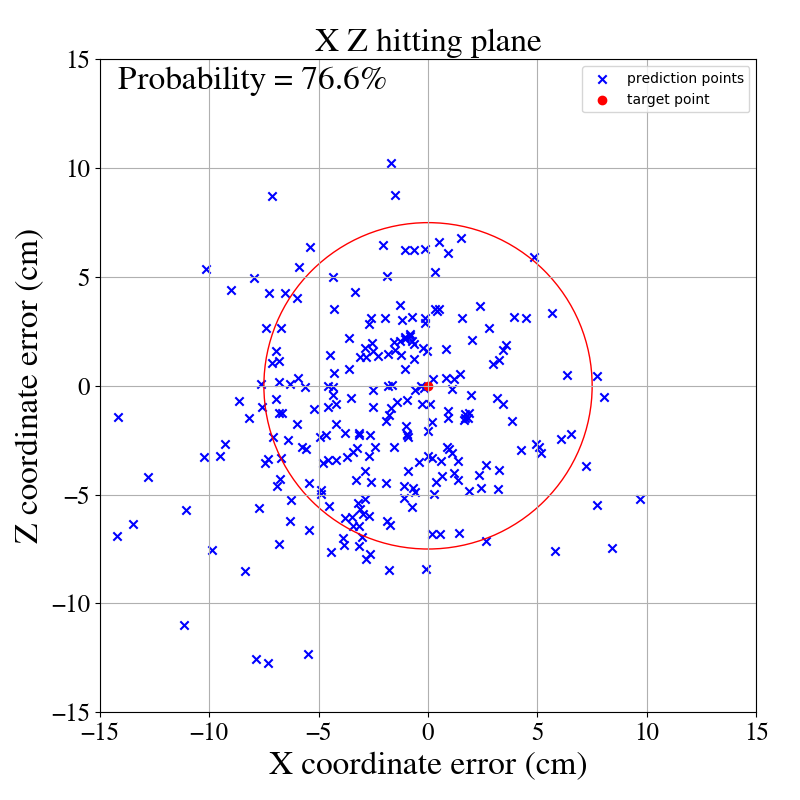 X Z hitting plane
Probability = 76.6%
prediction points
target point
15
10
5
0
−5
−10
−15
−15
−10
−5
0
5
10
15
Z coordinate error (cm)
X coordinate error (cm)